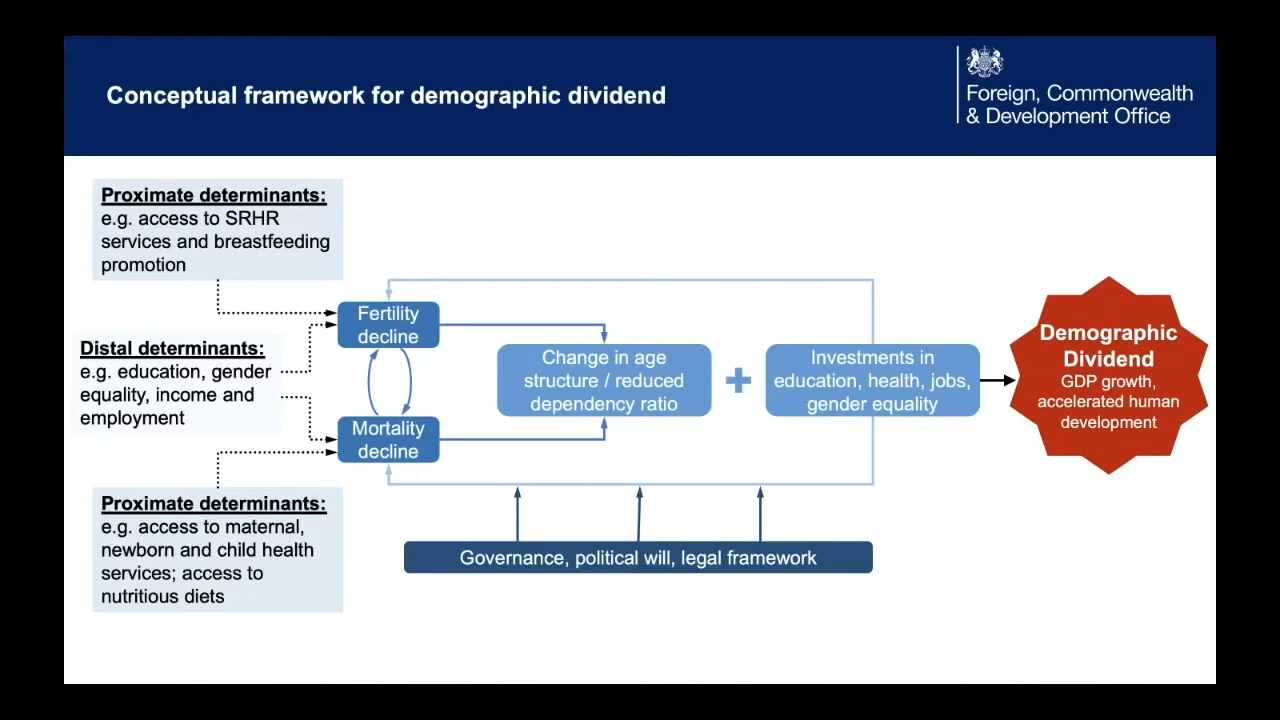 Conceptual framework for demographic dividend
Foreign, Commonwealth
& Development Office
Proximate determinants:
e.g. access to SRHR
services and breastfeeding
promotion
Fertility
decline
Distal determinants:
e.g. education, gender
equality, income and
employment
Mortality
decline
Proximate determinants:
e.g. access to maternal,
newborn and child health
services; access to
nutritious diets
Change in age
structure / reduced
dependency ratio
+
Investments in
education, health, jobs,
gender equality
Demographic
Dividend
GDP growth,
accelerated human
development
Governance, political will, legal framework